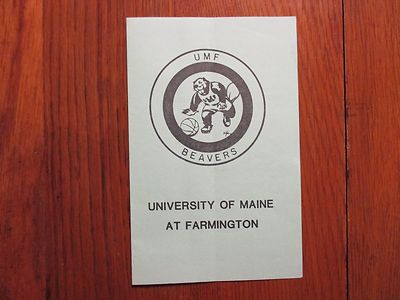 UMF
BEAVERS
UNIVERSITY OF MAINE
AT FARMINGTON